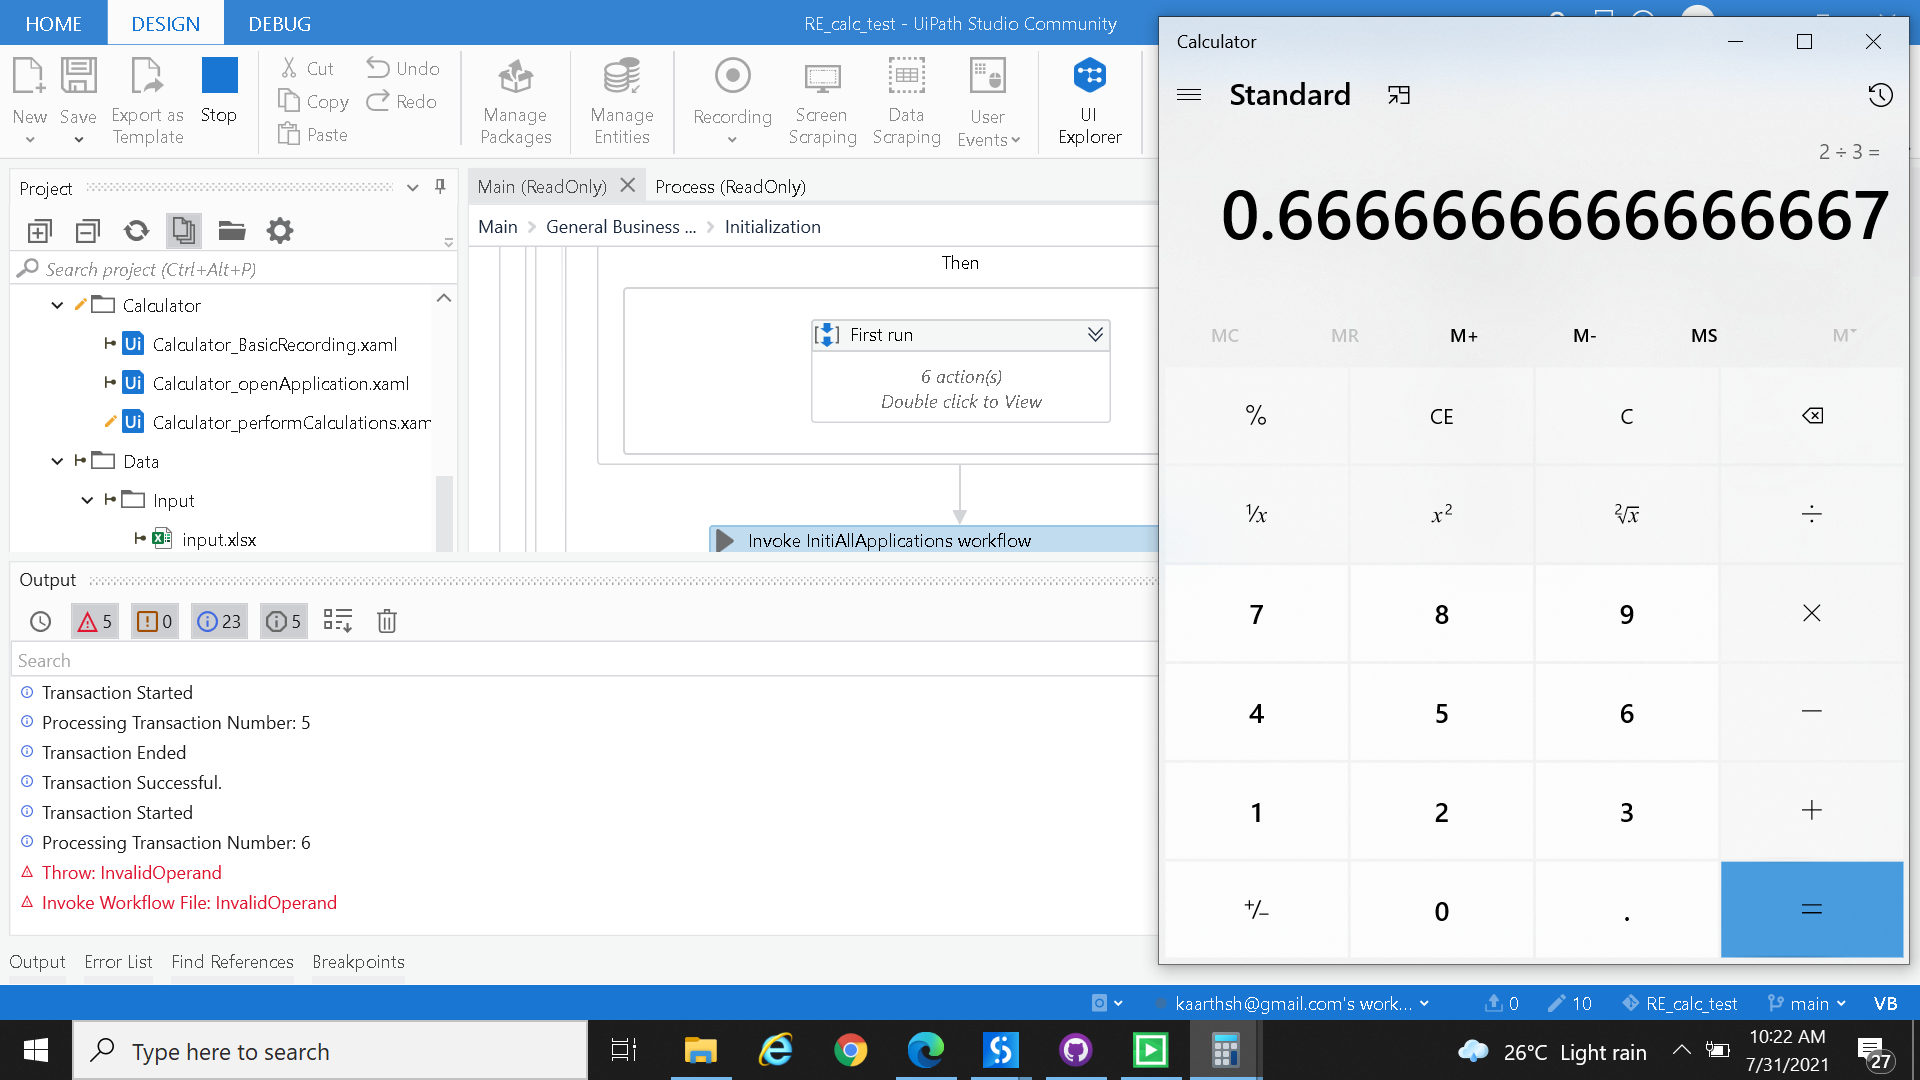 HOME DESIGN DEBUG
RE_calc_test - UiPath Studio Community
New Save Export as Template Stop
Cut
Copy
Paste
Undo
Redo
Manage Packages
Manage Entities
Recording
Screen Scraping
Data Scraping
User Events
UI Explorer
Project
Search project (Ctrl+Alt+P)
Calculator
Ui Calculator_BasicRecording.xaml
Ui Calculator_openApplication.xaml
Ui Calculator_performCalculations.xam
Data
Input
input.xlsx
Main (ReadOnly) Process (ReadOnly)
Main General Business ... Initialization
Then
First run
6 action(s)
Double click to View
Invoke InitiAllApplications workflow
Output
5 0 23 5
Search
Transaction Started
Processing Transaction Number: 5
Transaction Ended
Transaction Successful.
Transaction Started
Processing Transaction Number: 6
Throw: InvalidOperand
Invoke Workflow File: InvalidOperand
Output Error List Find References Breakpoints
Calculator
Standard
2 ÷ 3 =
0.6666666666666667
MC MR M+ M- MS M˅
% CE C
¹/x x² ²√x ÷
7 8 9 ×
4 5 6 −
1 2 3 +
+/− 0 . =
kaarthsh@gmail.com's work... 0 10 RE_calc_test main VB
Type here to search
26°C Light rain
10:22 AM
7/31/2021
27